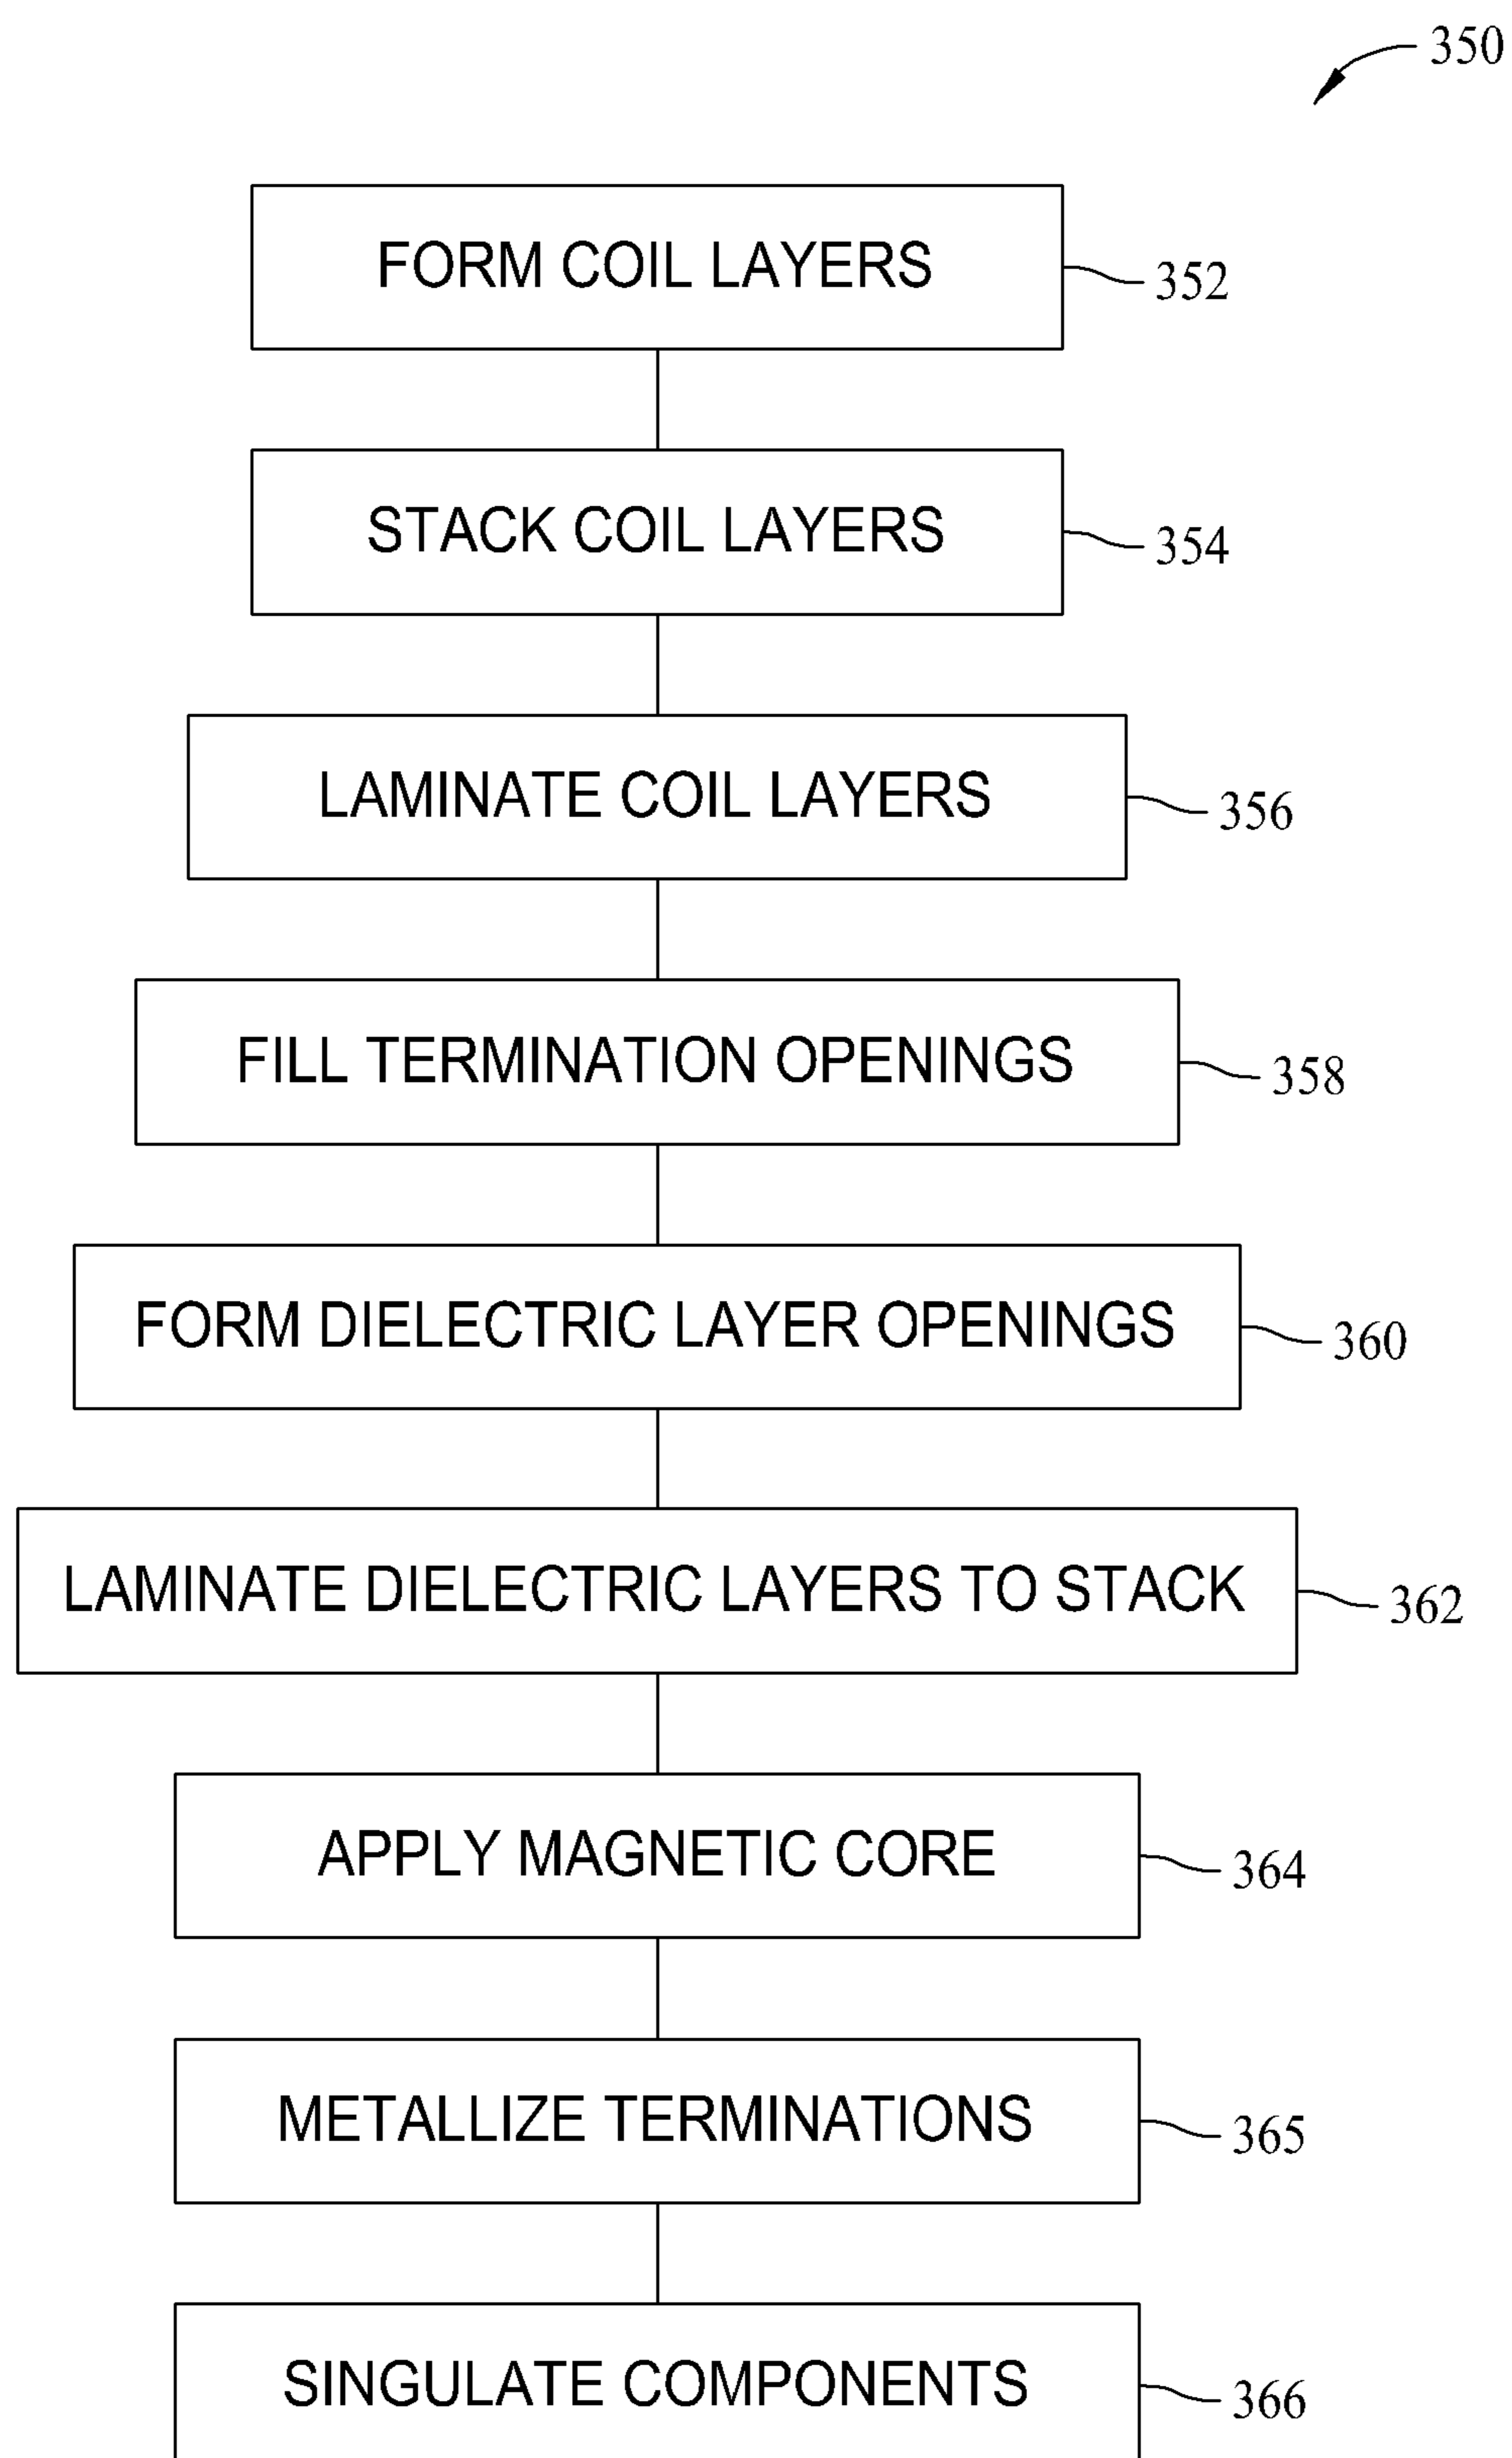 350
FORM COIL LAYERS
352
STACK COIL LAYERS
354
LAMINATE COIL LAYERS
356
FILL TERMINATION OPENINGS
358
FORM DIELECTRIC LAYER OPENINGS
360
LAMINATE DIELECTRIC LAYERS TO STACK
362
APPLY MAGNETIC CORE
364
METALLIZE TERMINATIONS
365
SINGULATE COMPONENTS
366